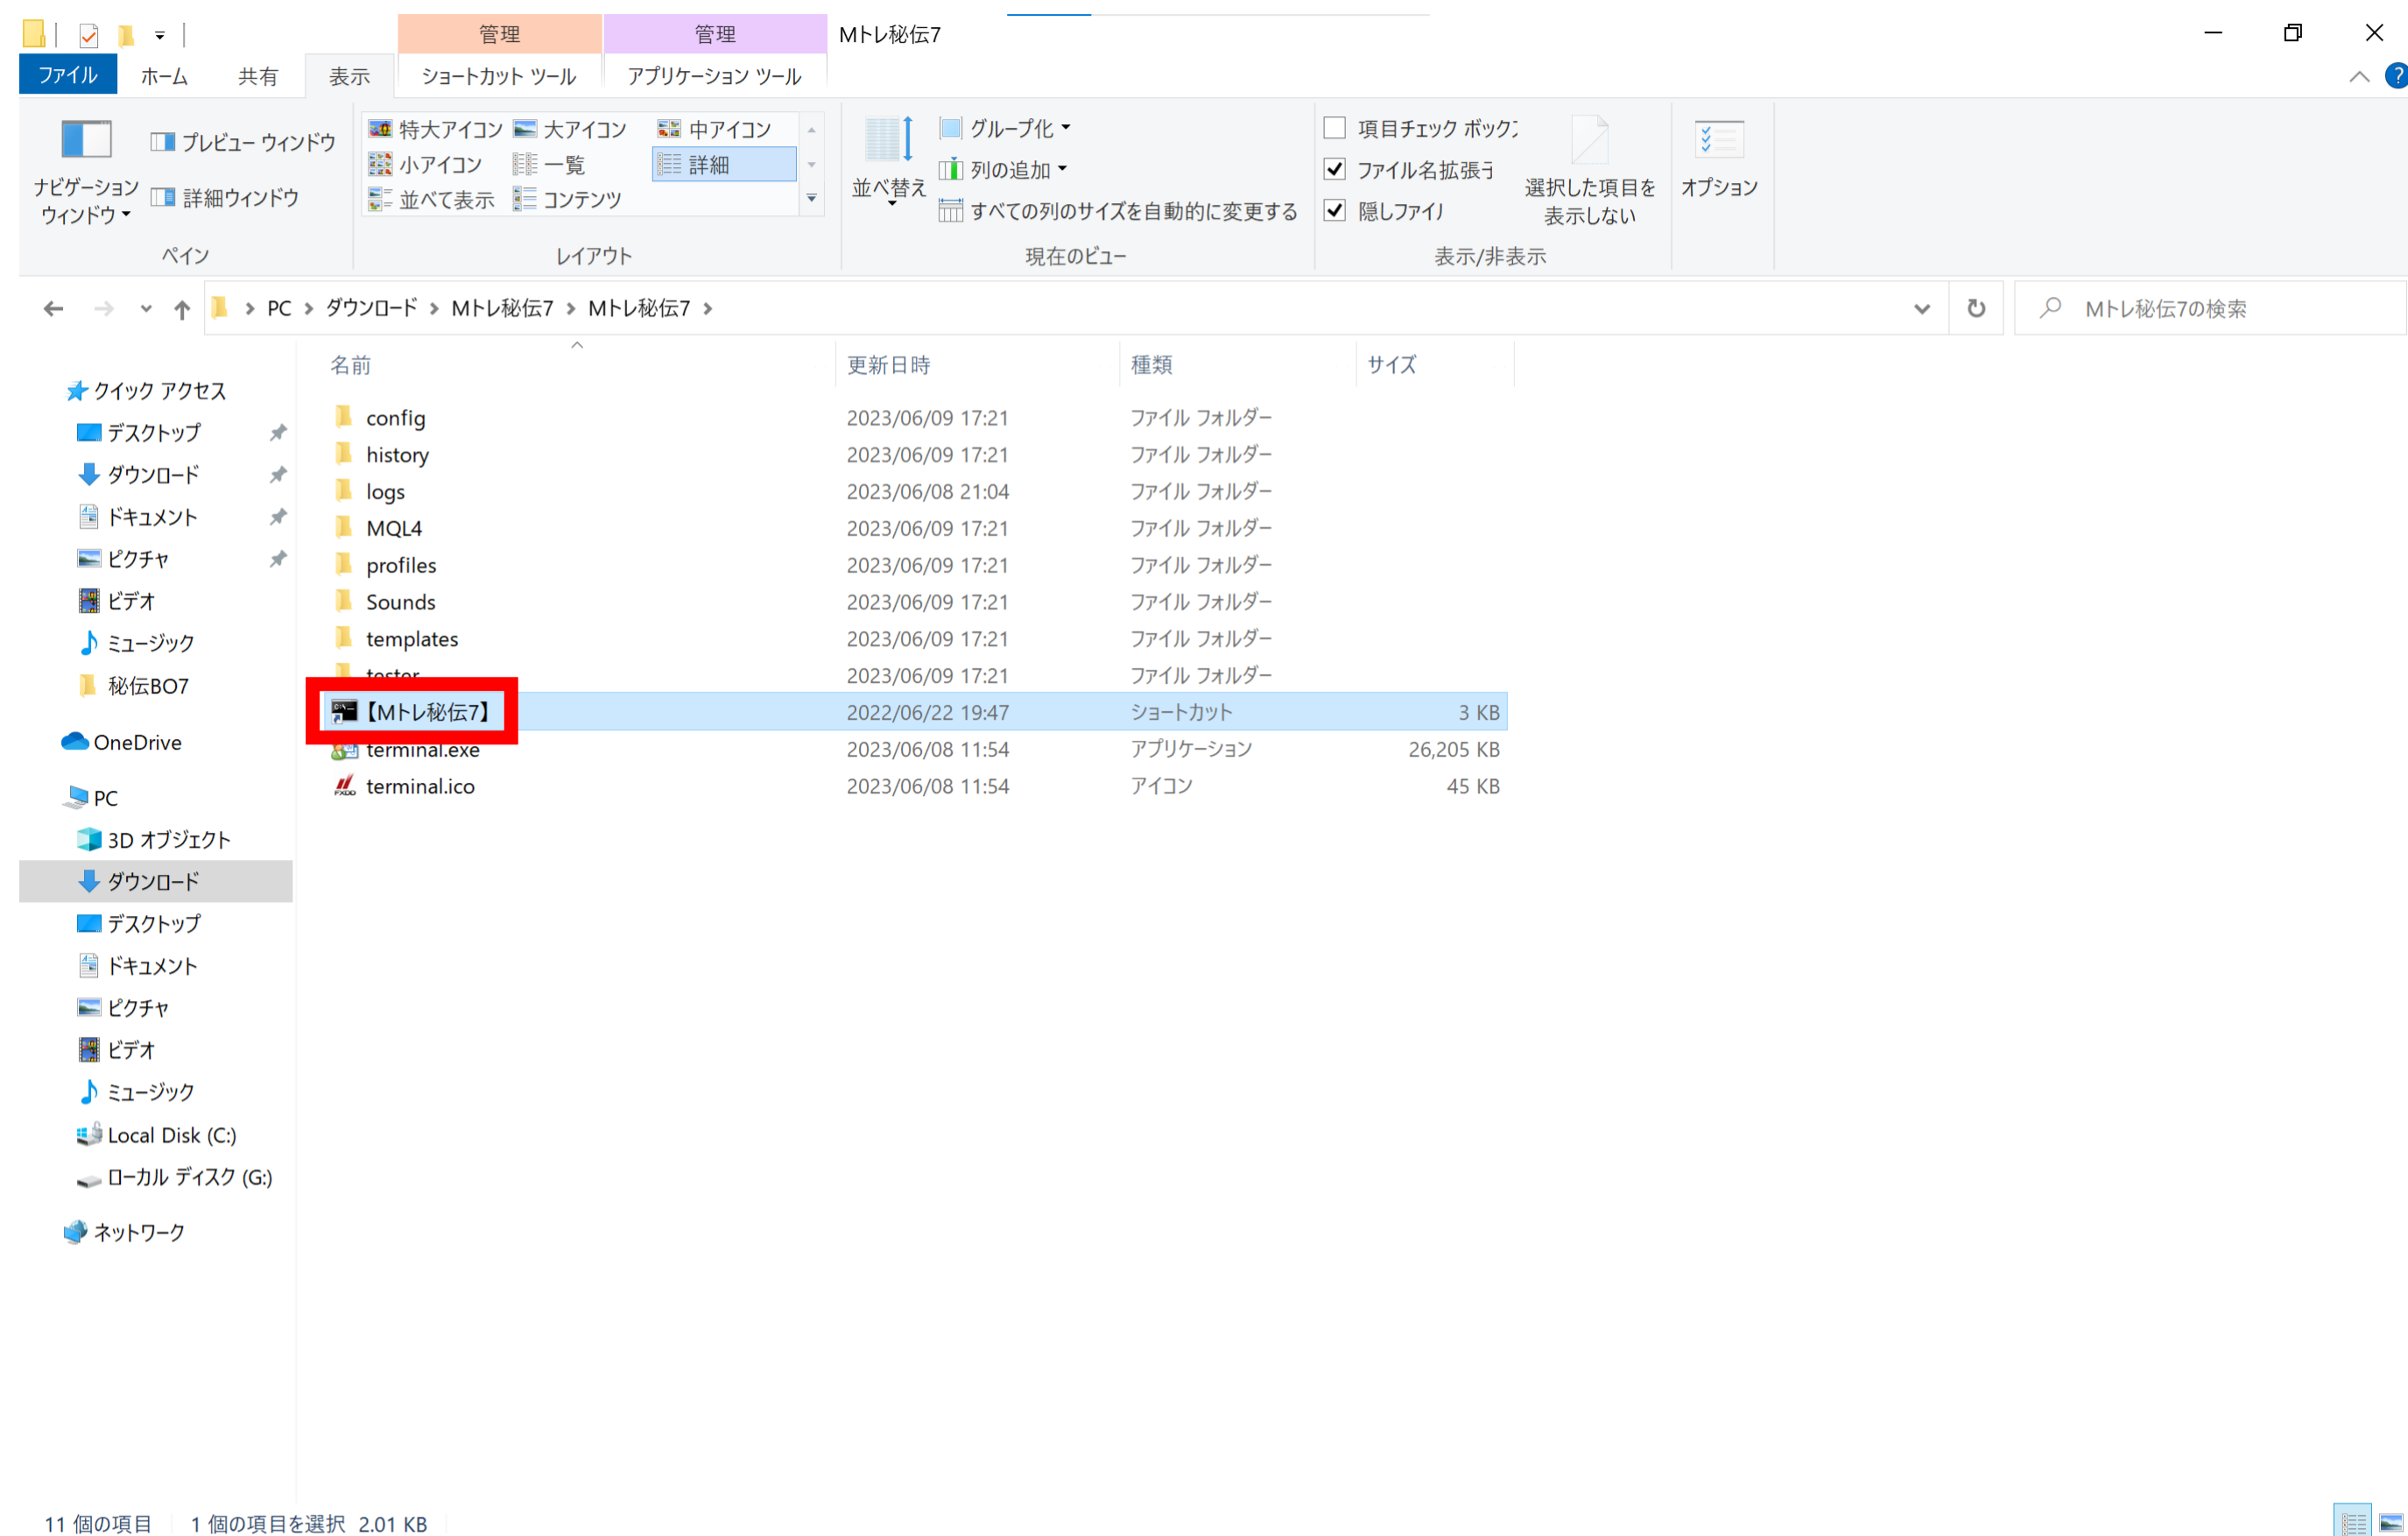 管理 管理 Mトレ秘伝7
ファイル ホーム 共有 表示 ショートカット ツール アプリケーション ツール
ナビゲーション
ウィンドウ
プレビュー ウィンドウ
詳細ウィンドウ
ペイン
特大アイコン 大アイコン 中アイコン
小アイコン 一覧 詳細
並べて表示 コンテンツ
レイアウト
並べ替え
グループ化
列の追加
すべての列のサイズを自動的に変更する
現在のビュー
項目チェック ボック
ファイル名拡張子
隠しファイ
選択した項目を
表示しない
表示/非表示
オプション
PC ダウンロード Mトレ秘伝7 Mトレ秘伝7
Mトレ秘伝7の検索
クイック アクセス
デスクトップ
ダウンロード
ドキュメント
ピクチャ
ビデオ
ミュージック
秘伝BO7
OneDrive
PC
3D オブジェクト
ダウンロード
デスクトップ
ドキュメント
ピクチャ
ビデオ
ミュージック
Local Disk (C:)
ローカル ディスク (G:)
ネットワーク
名前 更新日時 種類 サイズ
config 2023/06/09 17:21 ファイル フォルダー
history 2023/06/09 17:21 ファイル フォルダー
logs 2023/06/08 21:04 ファイル フォルダー
MQL4 2023/06/09 17:21 ファイル フォルダー
profiles 2023/06/09 17:21 ファイル フォルダー
Sounds 2023/06/09 17:21 ファイル フォルダー
templates 2023/06/09 17:21 ファイル フォルダー
tester 2023/06/09 17:21 ファイル フォルダー
【Mトレ秘伝7】 2022/06/22 19:47 ショートカット 3 KB
terminal.exe 2023/06/08 11:54 アプリケーション 26,205 KB
terminal.ico 2023/06/08 11:54 アイコン 45 KB
11 個の項目 1 個の項目を選択 2.01 KB